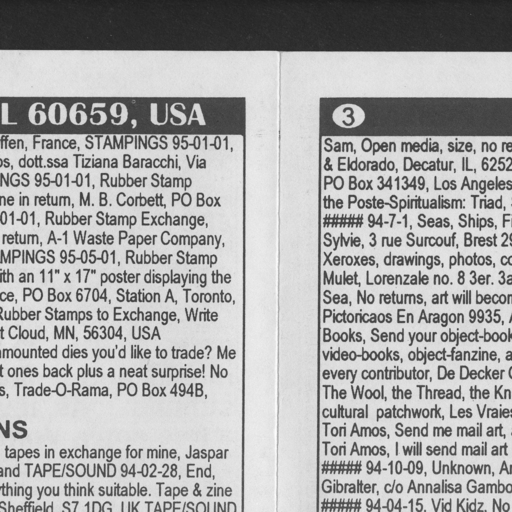 L 60659, USA
ffen, France, STAMPINGS 95-01-01,
os, dott.ssa Tiziana Baracchi, Via
NGS 95-01-01, Rubber Stamp
ne in return, M. B. Corbett, PO Box
01-01, Rubber Stamp Exchange,
return, A-1 Waste Paper Company,
MPINGS 95-05-01, Rubber Stamp
ith an 11" x 17" poster displaying the
ce, PO Box 6704, Station A, Toronto,
Rubber Stamps to Exchange, Write
t Cloud, MN, 56304, USA
amounted dies you'd like to trade? Me
t ones back plus a neat surprise! No
s, Trade-O-Rama, PO Box 494B,
NS
tapes in exchange for mine, Jaspar
and TAPE/SOUND 94-02-28, End,
ything you think suitable. Tape & zine
Sheffield, S7 1DG, UK TAPE/SOUND
3
Sam, Open media, size, no re
& Eldorado, Decatur, IL, 6252
PO Box 341349, Los Angeles
the Poste-Spiritualism: Triad,
##### 94-7-1, Seas, Ships, Fi
Sylvie, 3 rue Surcouf, Brest 29
Xeroxes, drawings, photos, co
Mulet, Lorenzale no. 8 3er. 3a
Sea, No returns, art will becom
Pictoricaos En Aragon 9935, A
Books, Send your object-book
video-books, object-fanzine, a
every contributor, De Decker C
The Wool, the Thread, the Kn
cultural patchwork, Les Vraies
Tori Amos, Send me mail art,
Tori Amos, I will send mail art
##### 94-10-09, Unknown, An
Gibralter, c/o Annalisa Gambo
##### 94-04-15, Vid Kidz, No